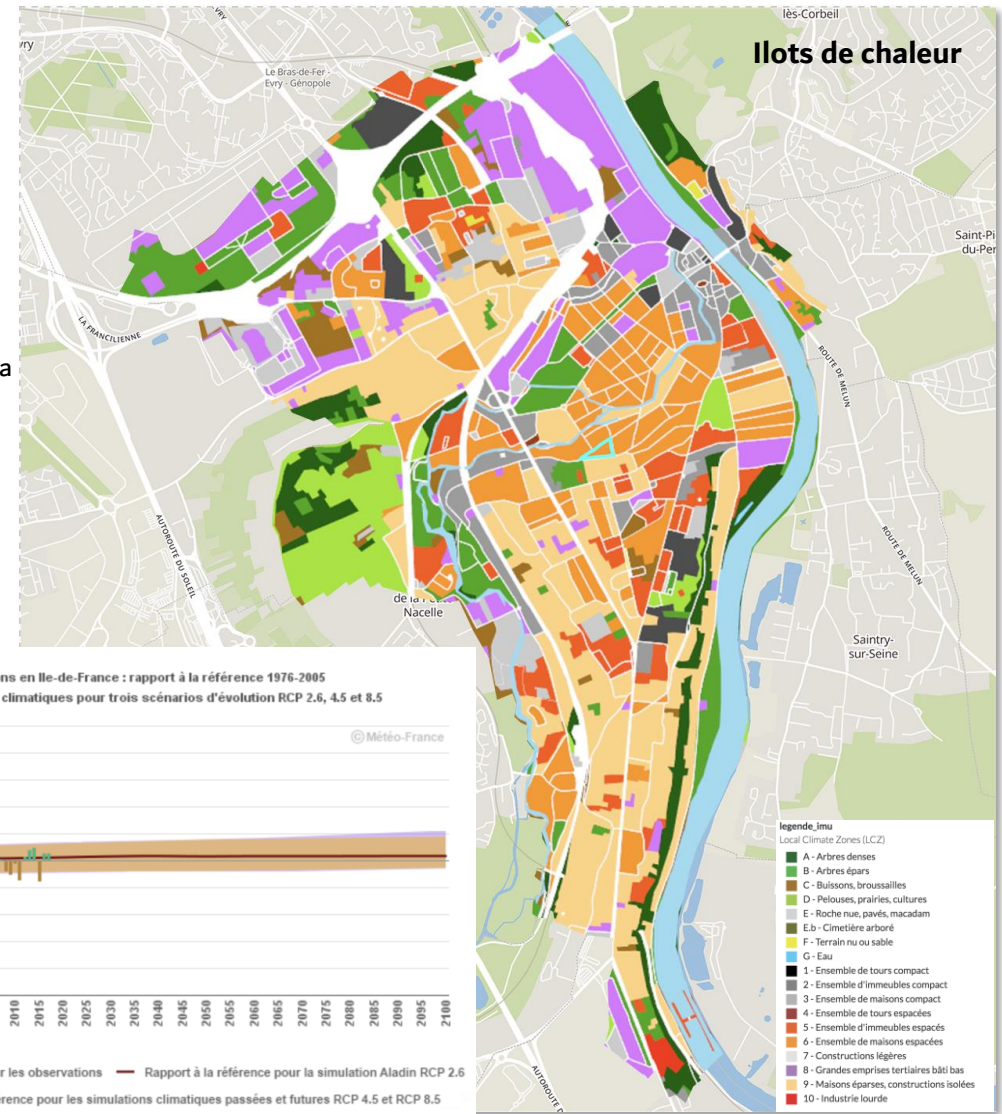 Ilots de chaleur
lès-Corbeil
VRY
vry
Le Bras-de-Fer -
Evry - Génopole
Saint-Pi
du-Per
LA FRANCILIENNE
ROUTE DE MELUN
a
AUTOROUTE DU SOLEIL
ROUTE DE MELUN
de la
Nacelle
Saintry-
sur-Seine
ns en Ile-de-France : rapport à la référence 1976-2005
climatiques pour trois scénarios d'évolution RCP 2.6, 4.5 et 8.5
© Météo-France
2010 2015 2020 2025 2030 2035 2040 2045 2050 2055 2060 2065 2070 2075 2080 2085 2090 2095 2100
r les observations — Rapport à la référence pour la simulation Aladin RCP 2.6
érence pour les simulations climatiques passées et futures RCP 4.5 et RCP 8.5
AUTOROUTE D
legende_imu
Local Climate Zones (LCZ)
A - Arbres denses
B - Arbres épars
C - Buissons, broussailles
D - Pelouses, prairies, cultures
E - Roche nue, pavés, macadam
E.b - Cimetière arboré
F - Terrain nu ou sable
G - Eau
1 - Ensemble de tours compact
2 - Ensemble d'immeubles compact
3 - Ensemble de maisons compact
4 - Ensemble de tours espacées
5 - Ensemble d'immeubles espacés
6 - Ensemble de maisons espacées
7 - Constructions légères
8 - Grandes emprises tertiaires bâti bas
9 - Maisons éparses, constructions isolées
10 - Industrie lourde